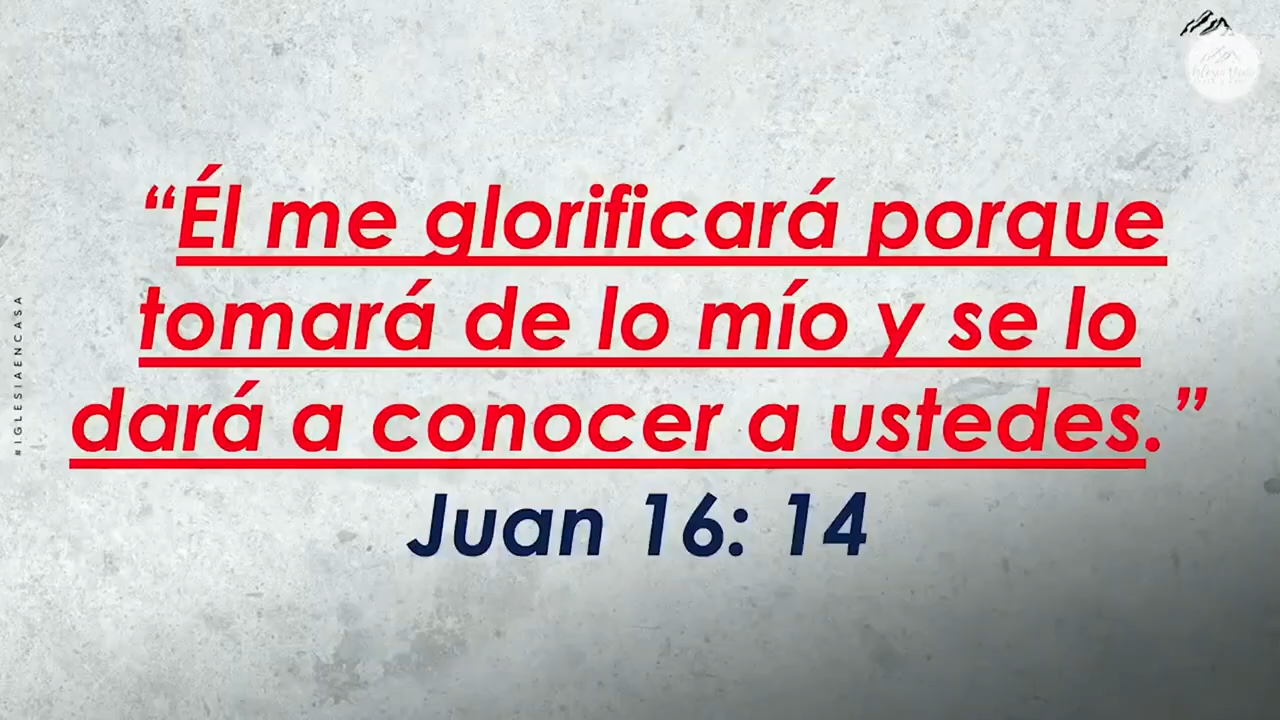 “Él me glorificará porque
tomará de lo mío y se lo
dará a conocer a ustedes.”
Juan 16: 14
#IGLESIAENCASA